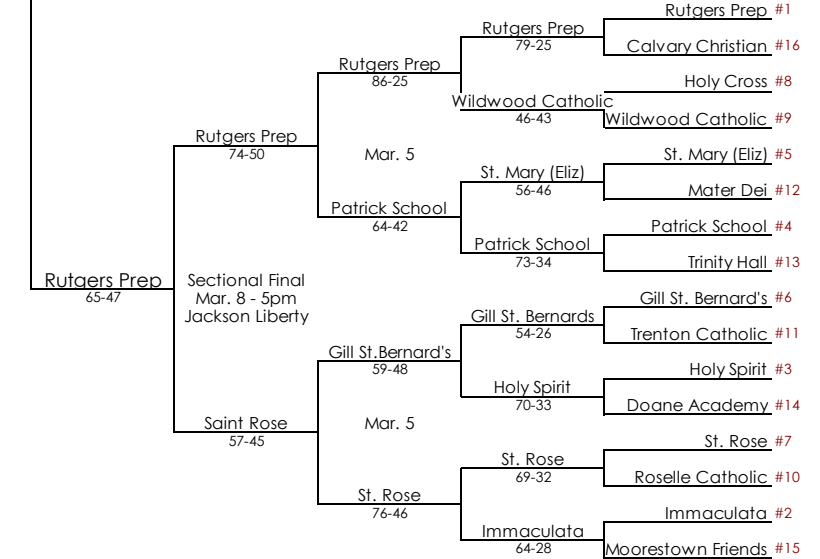 Rutgers Prep #1
Rutgers Prep
79-25
Calvary Christian #16
Rutgers Prep
86-25
Holy Cross #8
Wildwood Catholic
46-43
Wildwood Catholic #9
Rutgers Prep
74-50
Mar. 5
St. Mary (Eliz) #5
St. Mary (Eliz)
56-46
Mater Dei #12
Patrick School
64-42
Patrick School #4
Patrick School
73-34
Trinity Hall #13
Rutgers Prep
65-47
Sectional Final
Mar. 8 - 5pm
Jackson Liberty
Gill St. Bernard's #6
Gill St. Bernards
54-26
Trenton Catholic #11
Gill St.Bernard's
59-48
Holy Spirit #3
Holy Spirit
70-33
Doane Academy #14
Saint Rose
57-45
Mar. 5
St. Rose #7
St. Rose
69-32
Roselle Catholic #10
St. Rose
76-46
Immaculata #2
Immaculata
64-28
Moorestown Friends #15